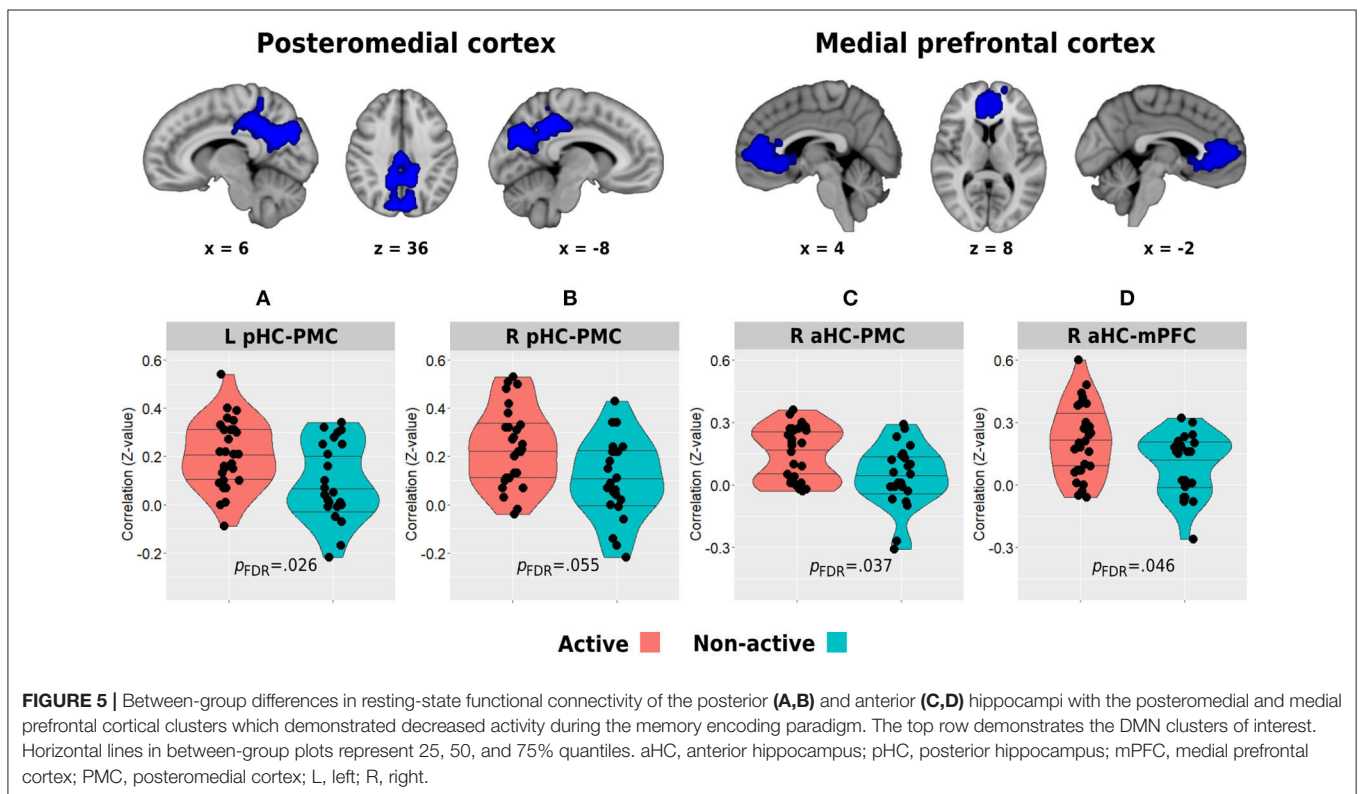 Posteromedial cortex
Medial prefrontal cortex
x = 6
z = 36
x = -8
x = 4
z = 8
x = -2
A
B
C
D
L pHC-PMC
Correlation (Z-value)
0.6
0.4
0.2
0.0
-0.2
pFDR=.026
R pHC-PMC
Correlation (Z-value)
0.6
0.4
0.2
0.0
-0.2
pFDR=.055
R aHC-PMC
Correlation (Z-value)
0.6
0.3
0.0
-0.3
pFDR=.037
R aHC-mPFC
Correlation (Z-value)
0.6
0.3
0.0
-0.3
pFDR=.046
Active
Non-active
FIGURE 5 | Between-group differences in resting-state functional connectivity of the posterior (A,B) and anterior (C,D) hippocampi with the posteromedial and medial
prefrontal cortical clusters which demonstrated decreased activity during the memory encoding paradigm. The top row demonstrates the DMN clusters of interest.
Horizontal lines in between-group plots represent 25, 50, and 75% quantiles. aHC, anterior hippocampus; pHC, posterior hippocampus; mPFC, medial prefrontal
cortex; PMC, posteromedial cortex; L, left; R, right.